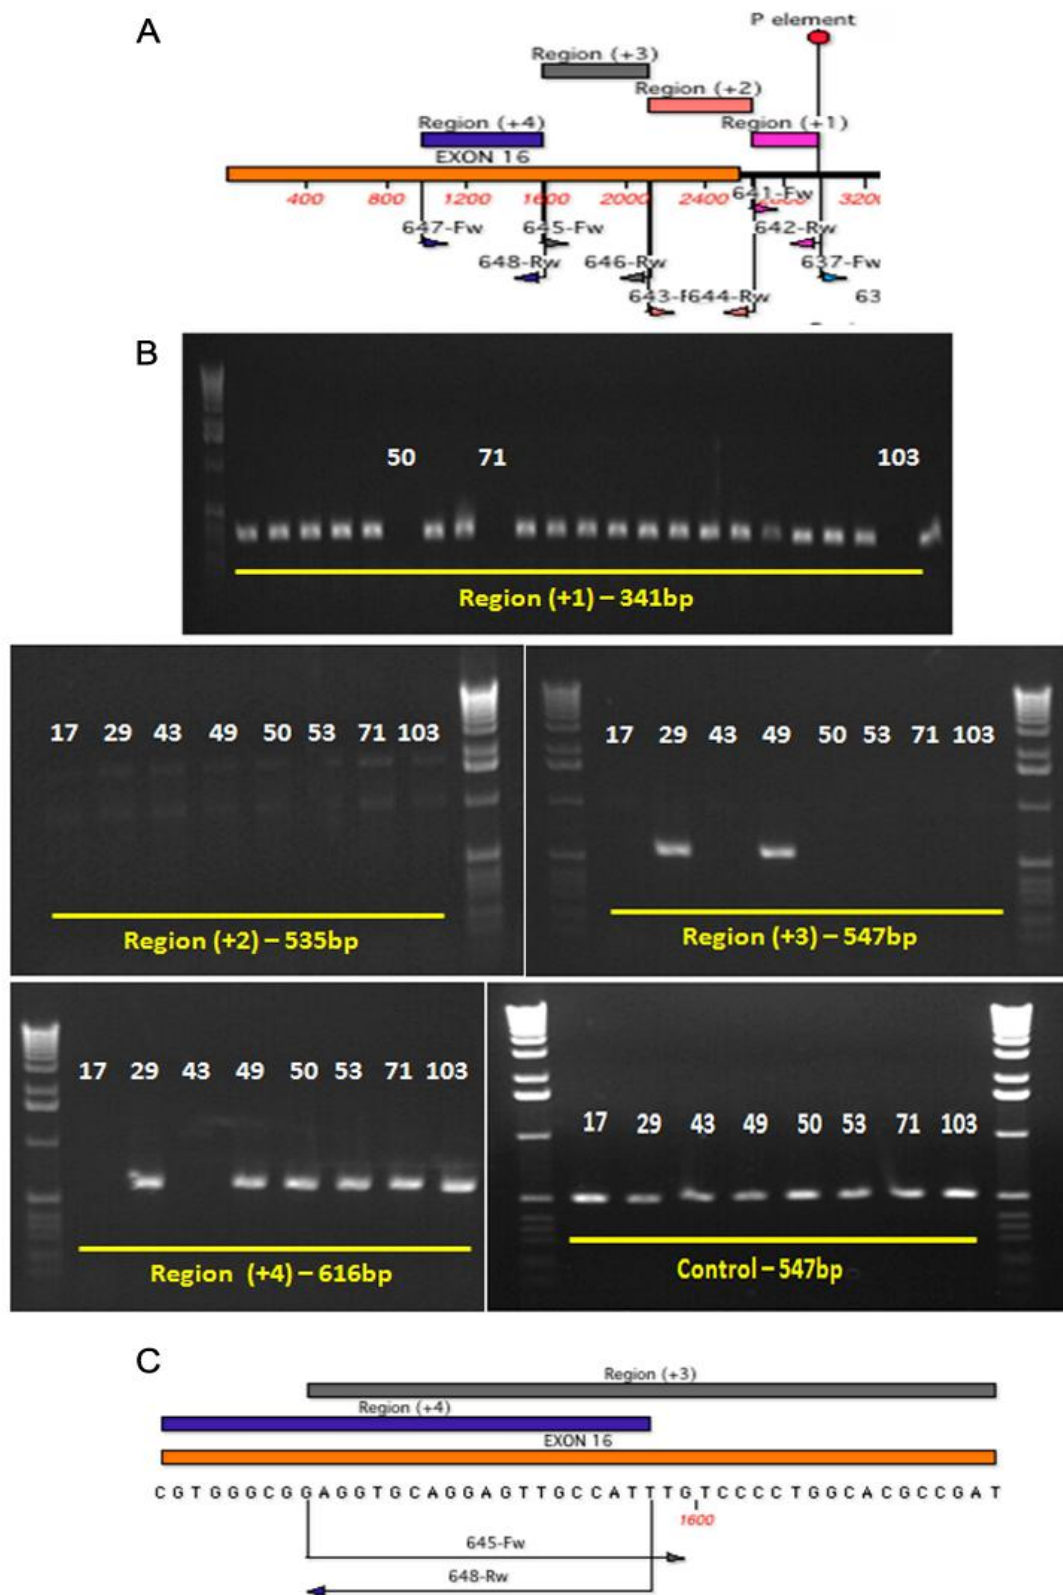 A
P element
Region (+3)
Region (+2)
Region (+4)
Region (+1)
EXON 16
400 800 1200 1600 2000 2400 3200
641-Fw
647-Fw 645-Fw 642-Rw
648-Rw 646-Rw 637-Fw
644-Rw 63
B
50 71 103
Region (+1) – 341bp
17 29 43 49 50 53 71 103
Region (+2) – 535bp
17 29 43 49 50 53 71 103
Region (+3) – 547bp
17 29 43 49 50 53 71 103
Region (+4) – 616bp
17 29 43 49 50 53 71 103
Control – 547bp
C
Region (+3)
Region (+4)
EXON 16
C G T G G G C G G A G G T G C A G G A G T T G C C A T T T G T C C C C T G G C A C G C C G A T
1600
645-Fw
648-Rw